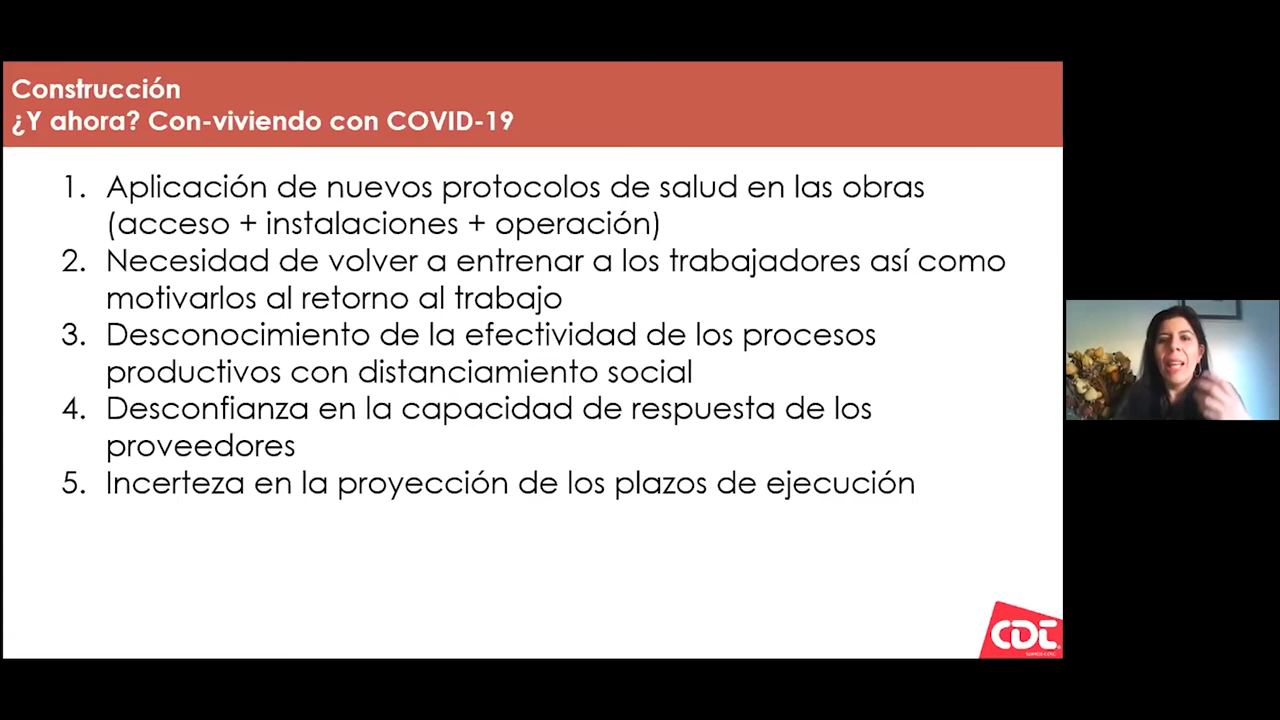 Construcción
¿Y ahora? Con-viviendo con COVID-19
1. Aplicación de nuevos protocolos de salud en las obras
(acceso + instalaciones + operación)
2. Necesidad de volver a entrenar a los trabajadores así como
motivarlos al retorno al trabajo
3. Desconocimiento de la efectividad de los procesos
productivos con distanciamiento social
4. Desconfianza en la capacidad de respuesta de los
proveedores
5. Incerteza en la proyección de los plazos de ejecución
CDT